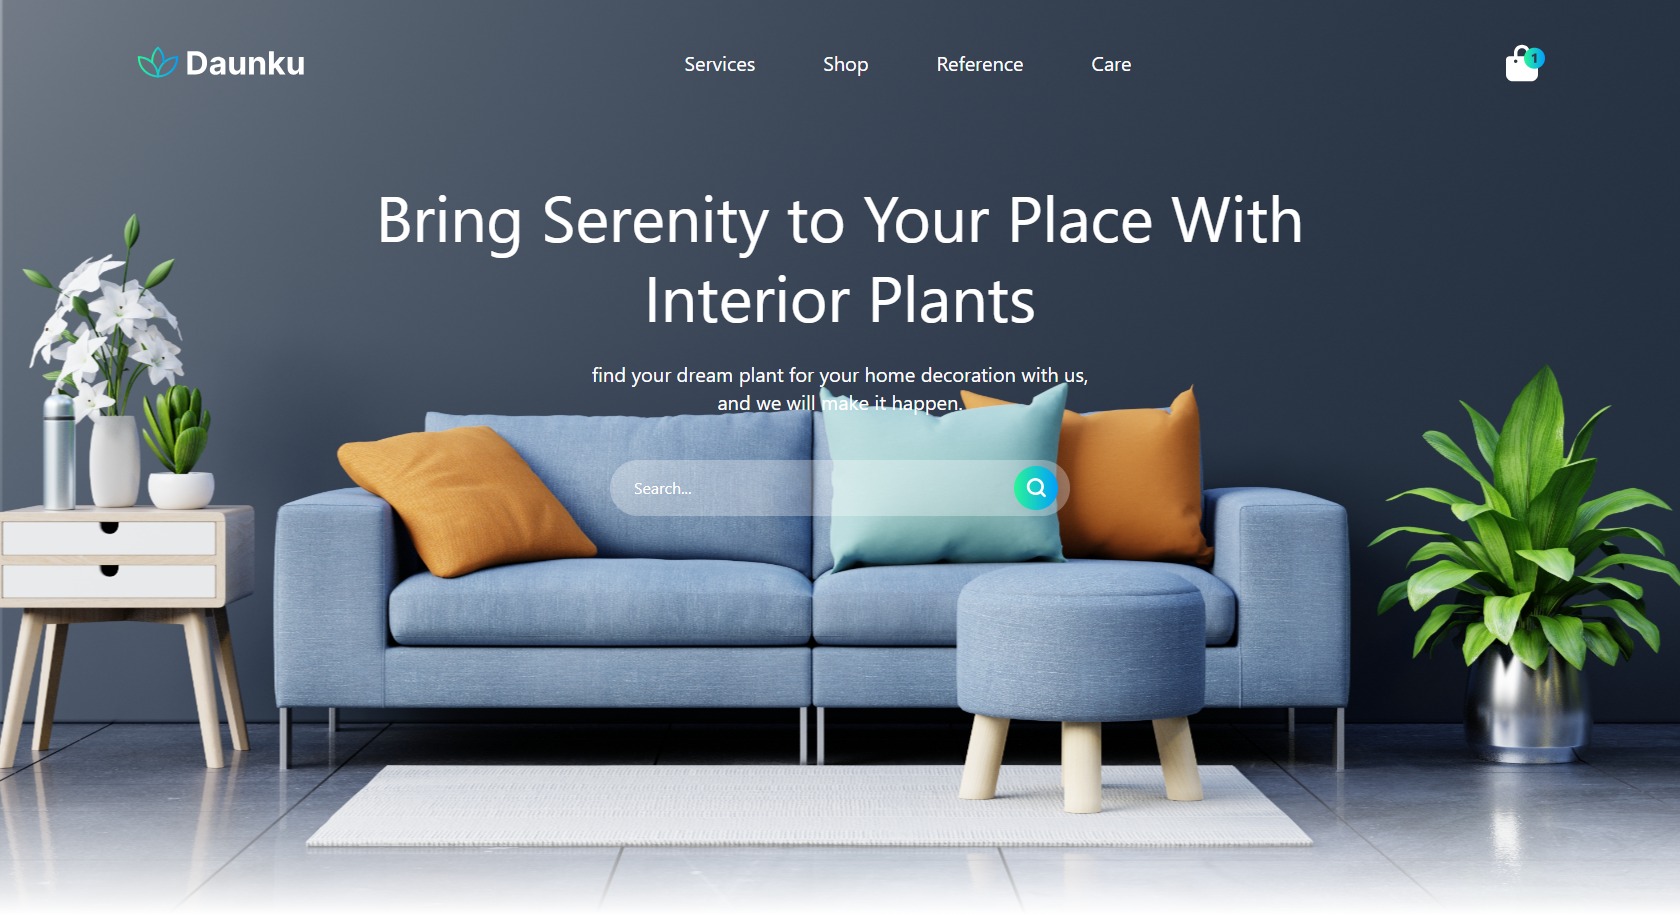 Daunku
Services
Shop
Reference
Care
1
Bring Serenity to Your Place With
Interior Plants
find your dream plant for your home decoration with us,
and we will make it happen.
Search...